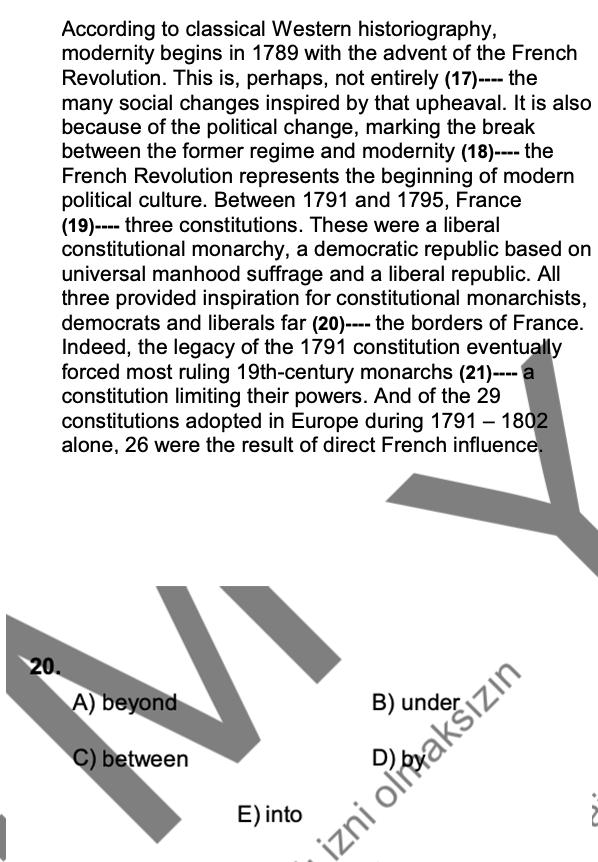 According to classical Western historiography,
modernity begins in 1789 with the advent of the French
Revolution. This is, perhaps, not entirely (17)---- the
many social changes inspired by that upheaval. It is also
because of the political change, marking the break
between the former regime and modernity (18)---- the
French Revolution represents the beginning of modern
political culture. Between 1791 and 1795, France
(19)---- three constitutions. These were a liberal
constitutional monarchy, a democratic republic based on
universal manhood suffrage and a liberal republic. All
three provided inspiration for constitutional monarchists,
democrats and liberals far (20)---- the borders of France.
Indeed, the legacy of the 1791 constitution eventually
forced most ruling 19th-century monarchs (21)---- a
constitution limiting their powers. And of the 29
constitutions adopted in Europe during 1791 – 1802
alone, 26 were the result of direct French influence.
20.
A) beyond
B) under
C) between
D) by
E) into
izni olmaksızın